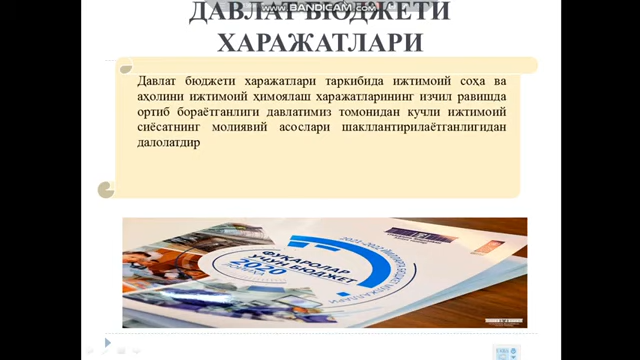 www.BANDICAM.com
ДАВЛАТ БЮДЖЕТИ
ХАРАЖАТЛАРИ
Давлат бюджети харажатлари таркибида ижтимоий соҳа ва
аҳолини ижтимоий ҳимоялаш харажатларининг изчил равишда
ортиб бораётганлиги давлатимиз томонидан кучли ижтимоий
сиёсатнинг молиявий асослари шакллантирилаётганлигидан
далолатдир
ФУҚАРОЛАР
УЧУН БЮДЖЕТ
2020